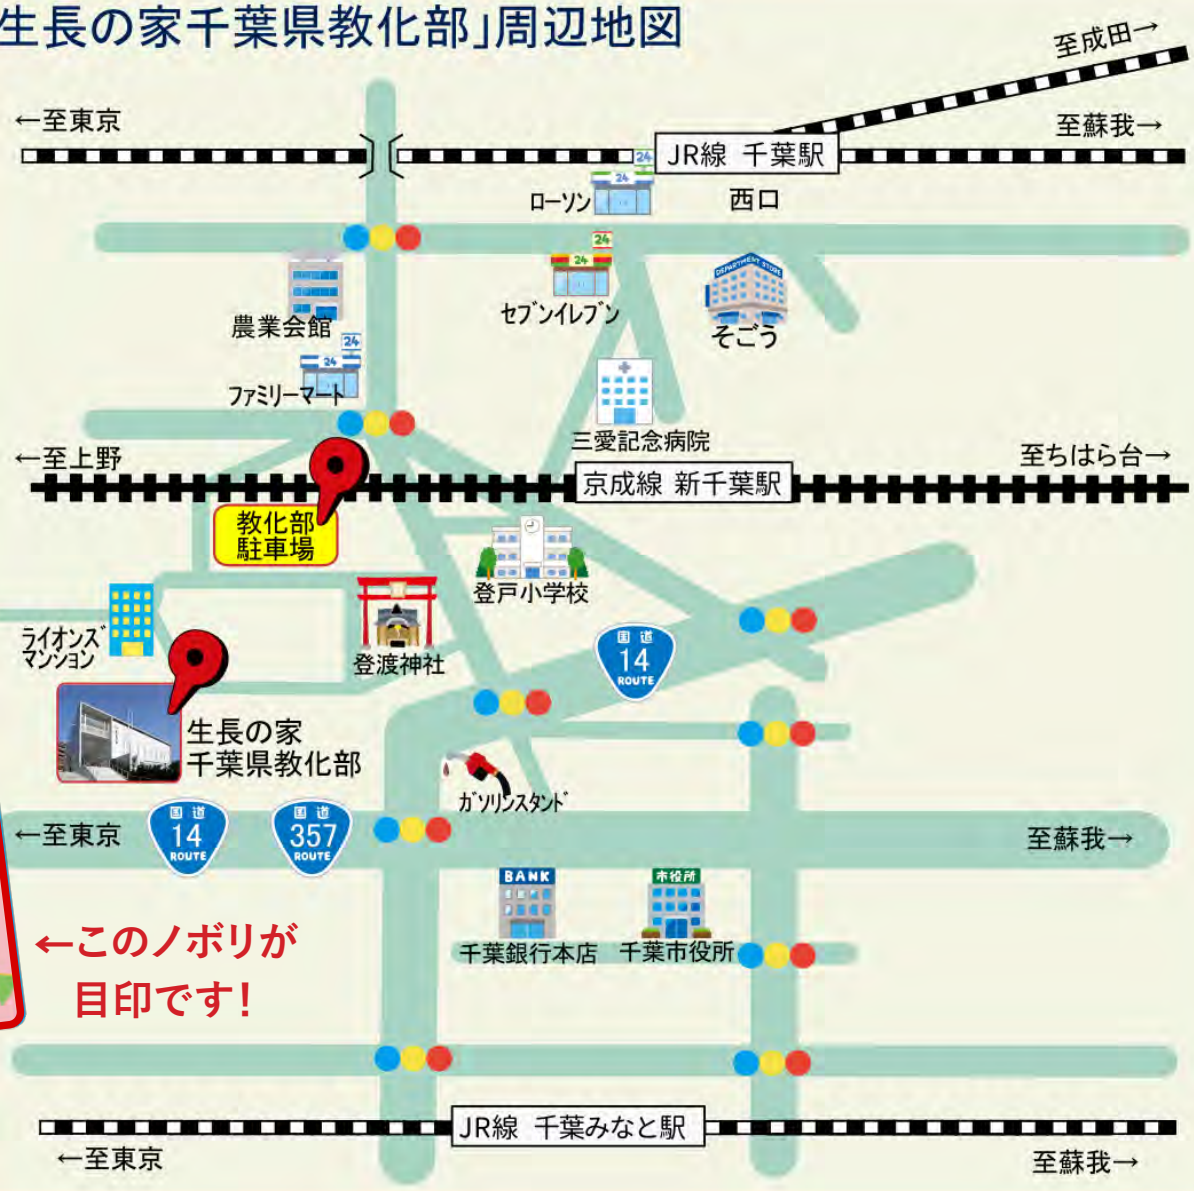 生長の家千葉県教化部」周辺地図
至成田→
←至東京
至蘇我→
JR線 千葉駅
24
24
ローソン
西口
24
24
セブンイレブン
DEPARTMENT STORE
そごう
農業会館
24
24
ファミリーマート
三愛記念病院
←至上野
至ちはら台→
京成線 新千葉駅
教化部
駐車場
登戸小学校
ライオンズ
マンション
登渡神社
国道
14
ROUTE
生長の家
千葉県教化部
ガソリンスタンド
←至東京
国道
14
ROUTE
国道
357
ROUTE
至蘇我→
BANK
市役所
千葉銀行本店
千葉市役所
←このノボリが
目印です!
JR線 千葉みなと駅
←至東京
至蘇我→